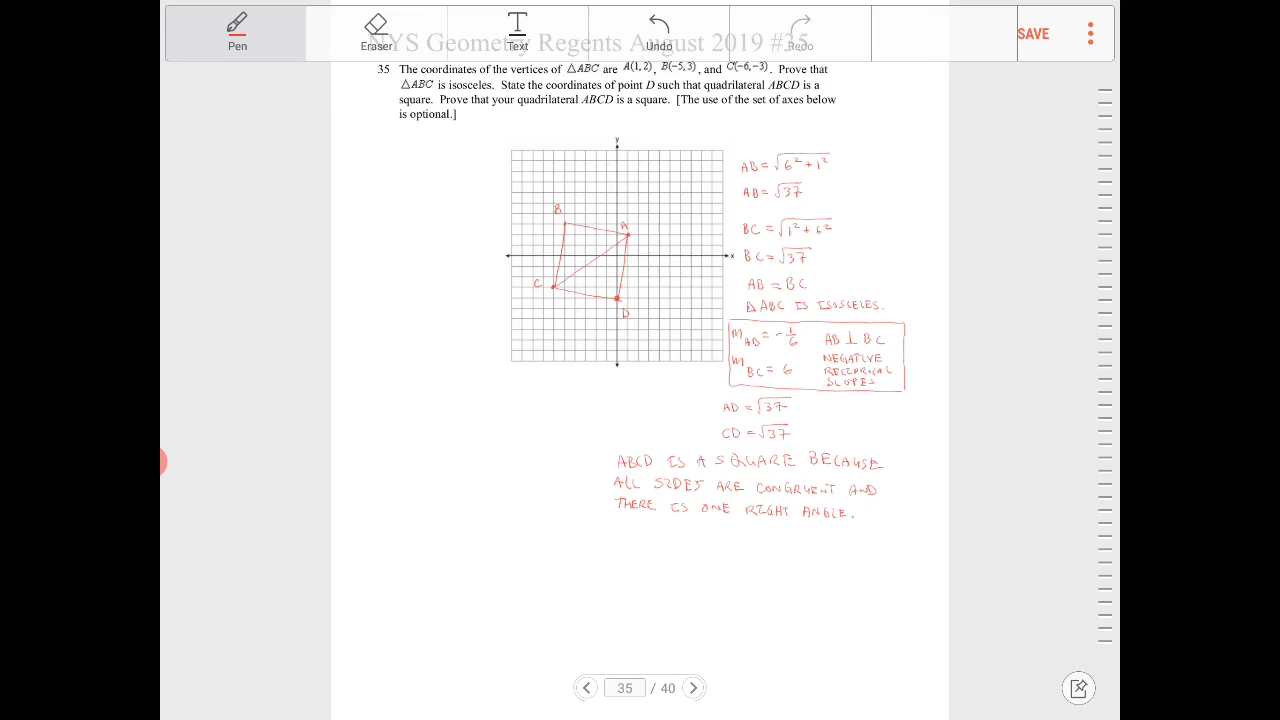 Pen
Eraser
Text
Undo
Redo
SAVE
NYS Geometry Regents August 2019 #35
35 The coordinates of the vertices of △ABC are A(1,2), B(−5,3), and C(−6,−3). Prove that
△ABC is isosceles. State the coordinates of point D such that quadrilateral ABCD is a
square. Prove that your quadrilateral ABCD is a square. [The use of the set of axes below
is optional.]
y
x
B
A
C
D
AB = √6² + 1²
AB = √37
BC = √1² + 6²
BC = √37
AB = BC
△ ABC IS ISOSCELES.
m AB = - 1/6 AB ⊥ BC
NEGATIVE
m BC = 6 RECIPRICAL
SLOPES
AD = √37
CD = √37
ABCD IS A SQUARE BECAUSE
ALL SIDES ARE CONGRUENT AND
THERE IS ONE RIGHT ANGLE.
35 / 40